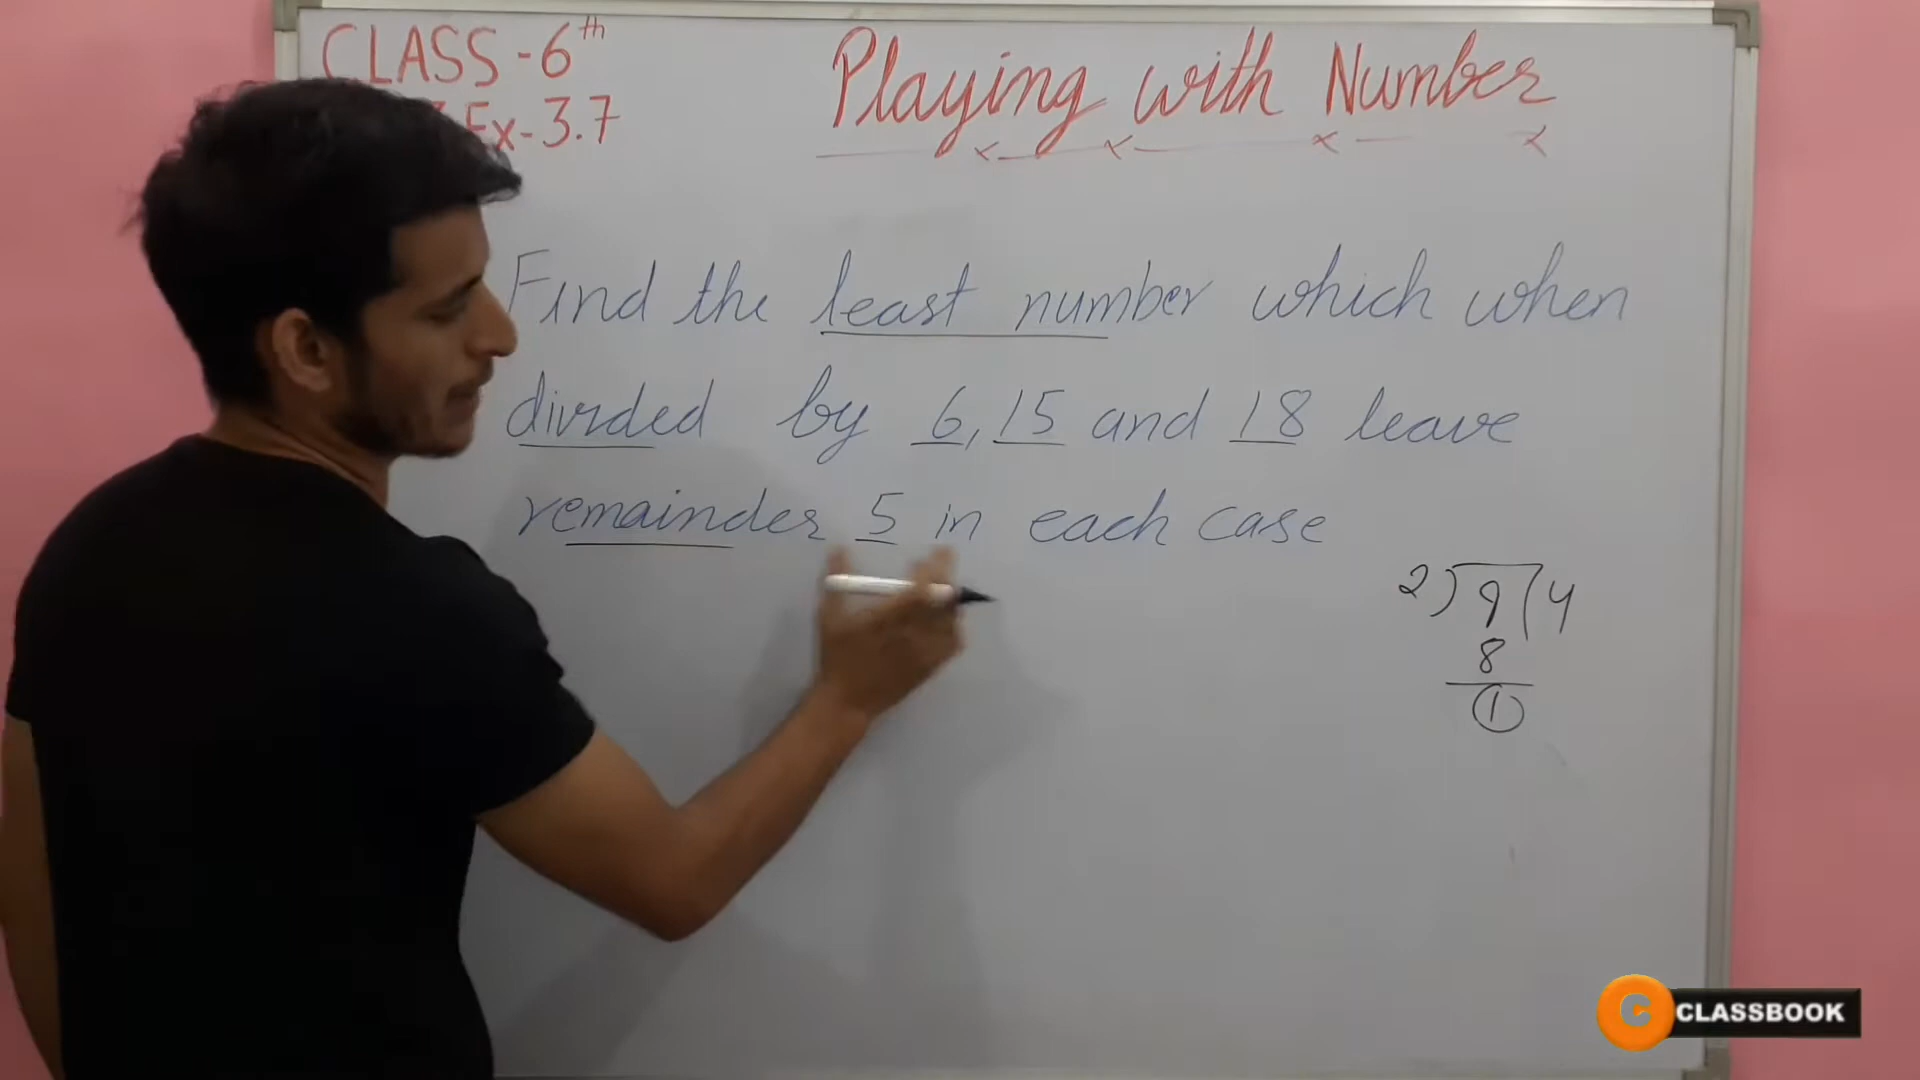 CLASS - 6th
Ex- 3.7
Playing with Number
Find the least number which when
divided by 6, 15 and 18 leave
remainder 5 in each case
2) 9 (4
8
1
C CLASSBOOK